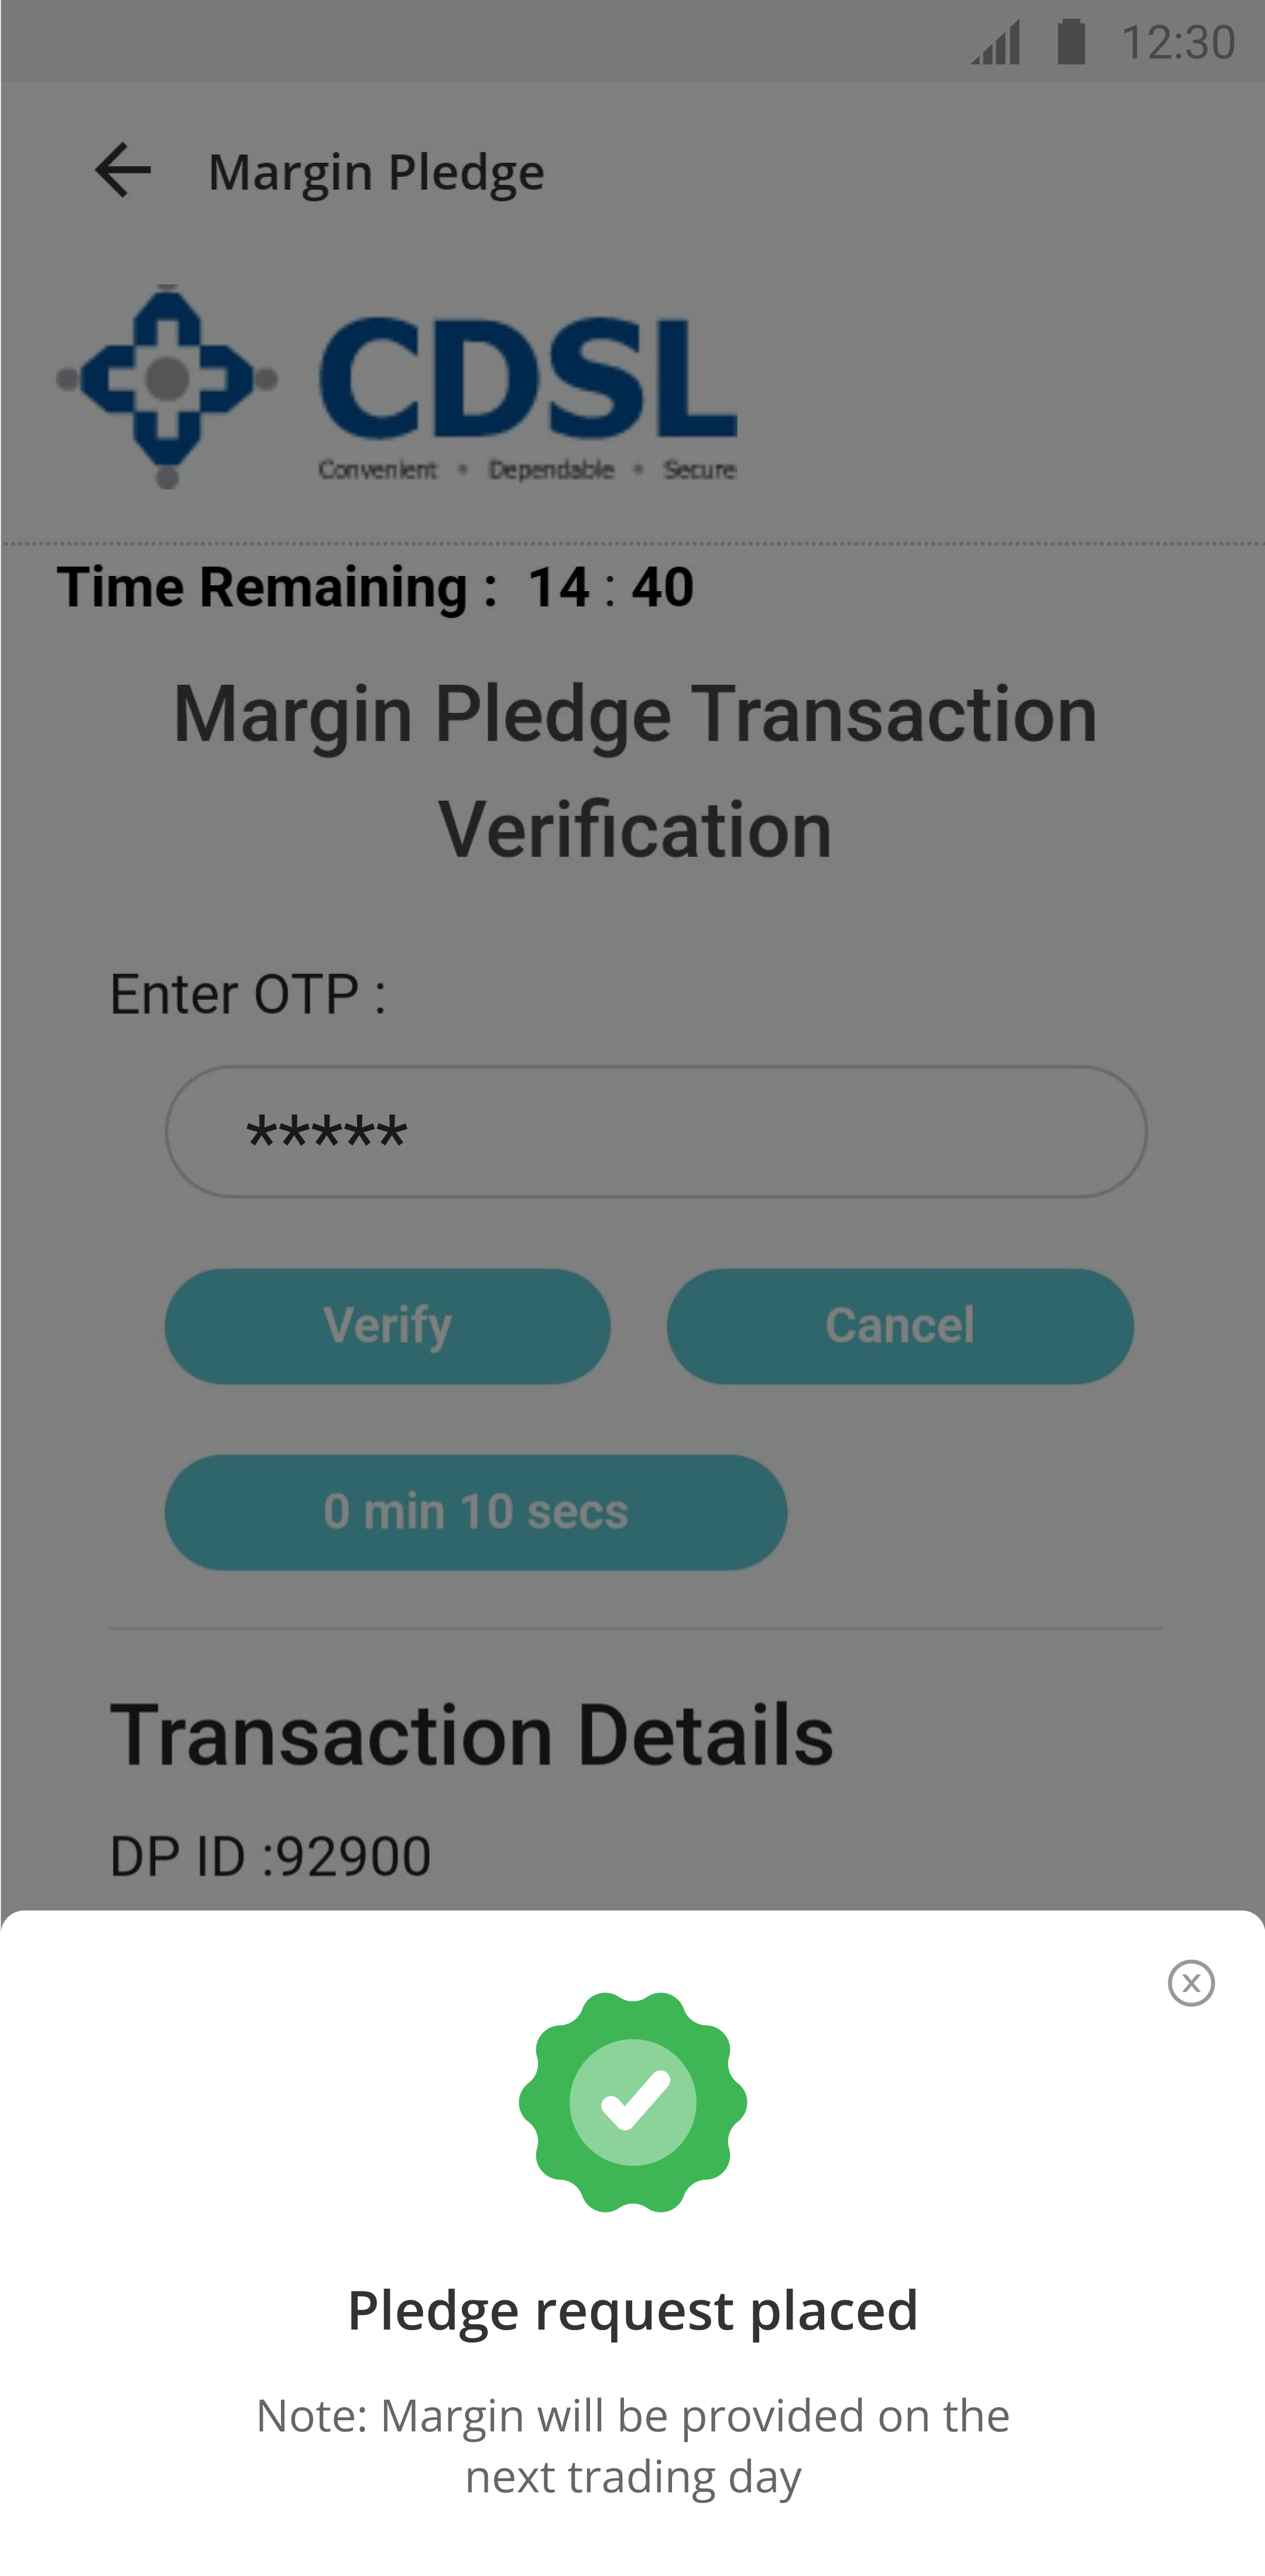 12:30
Margin Pledge
CDSL
Convenient • Dependable • Secure
Time Remaining : 14 : 40
Margin Pledge Transaction
Verification
Enter OTP :
*****
Verify
Cancel
0 min 10 secs
Transaction Details
DP ID :92900
Pledge request placed
Note: Margin will be provided on the
next trading day